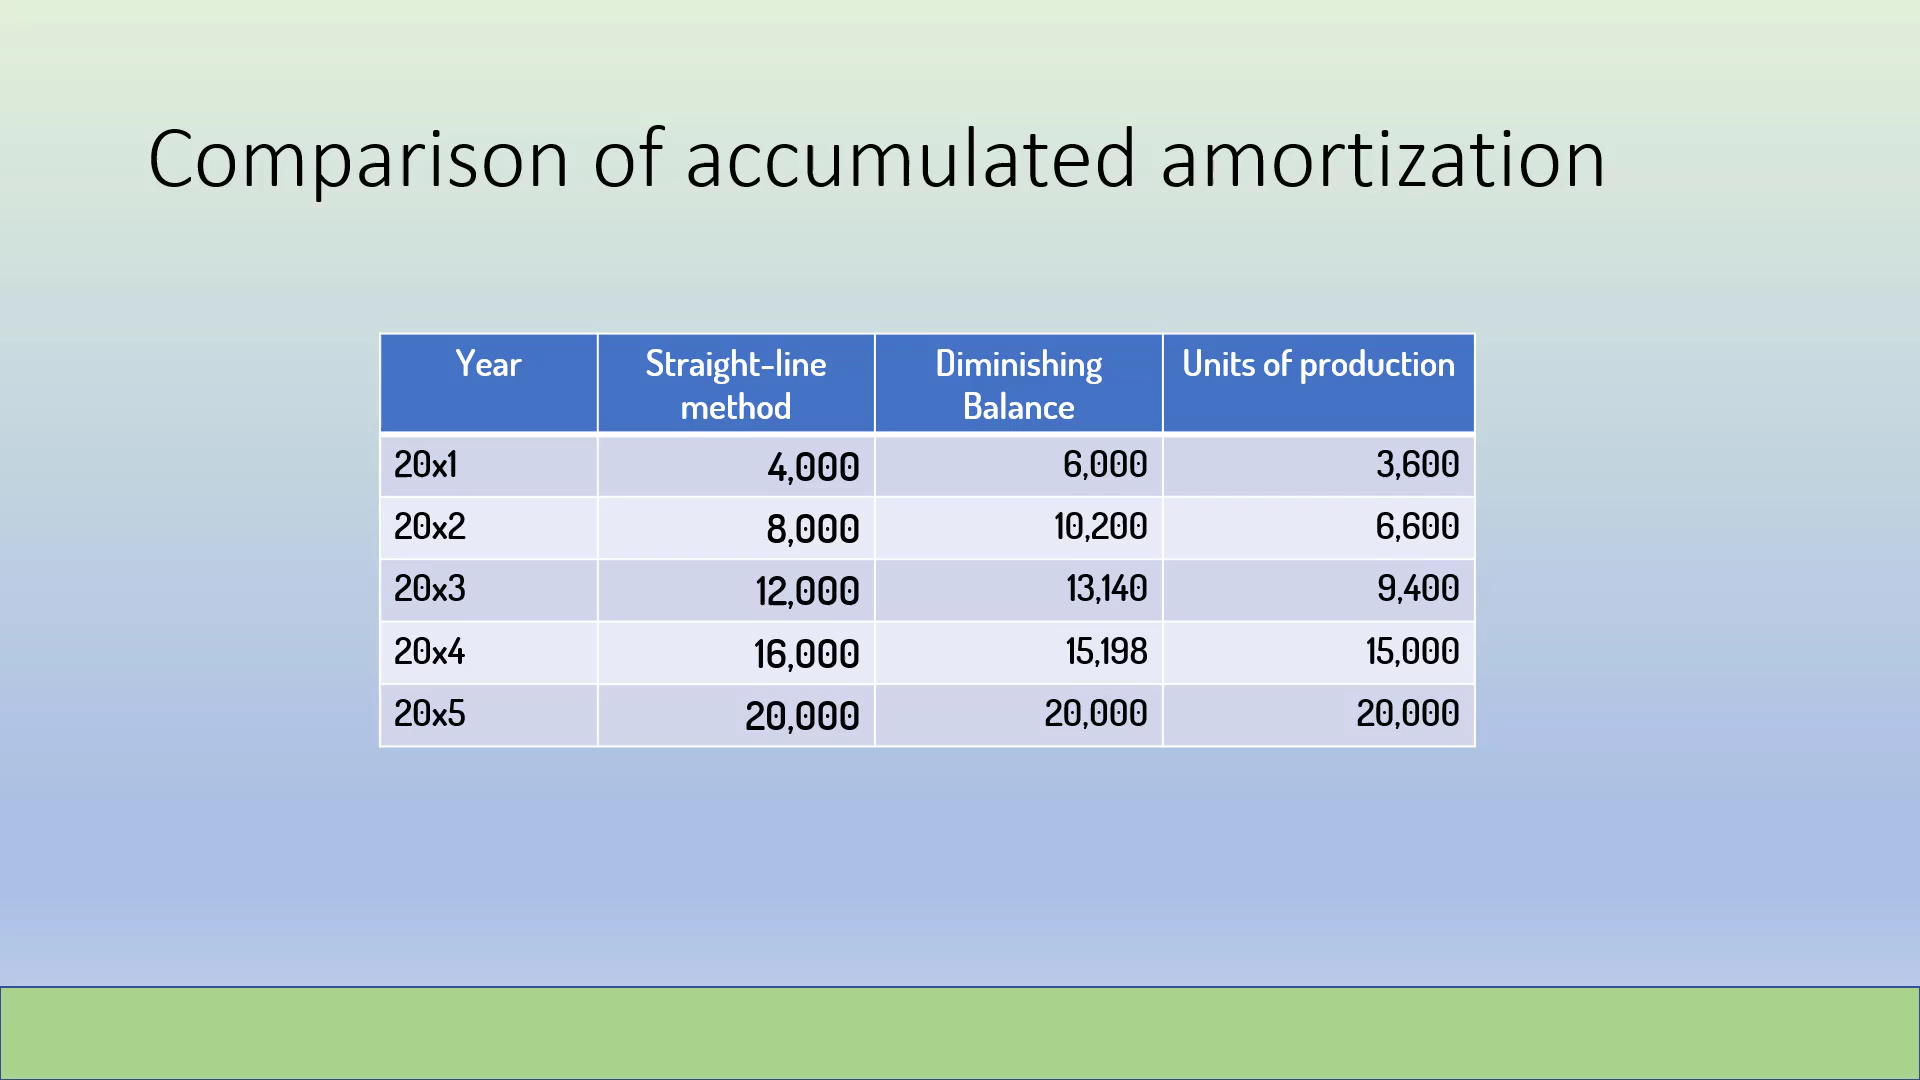 Comparison of accumulated amortization
Year Straight-line method Diminishing Balance Units of production
20x1 4,000 6,000 3,600
20x2 8,000 10,200 6,600
20x3 12,000 13,140 9,400
20x4 16,000 15,198 15,000
20x5 20,000 20,000 20,000